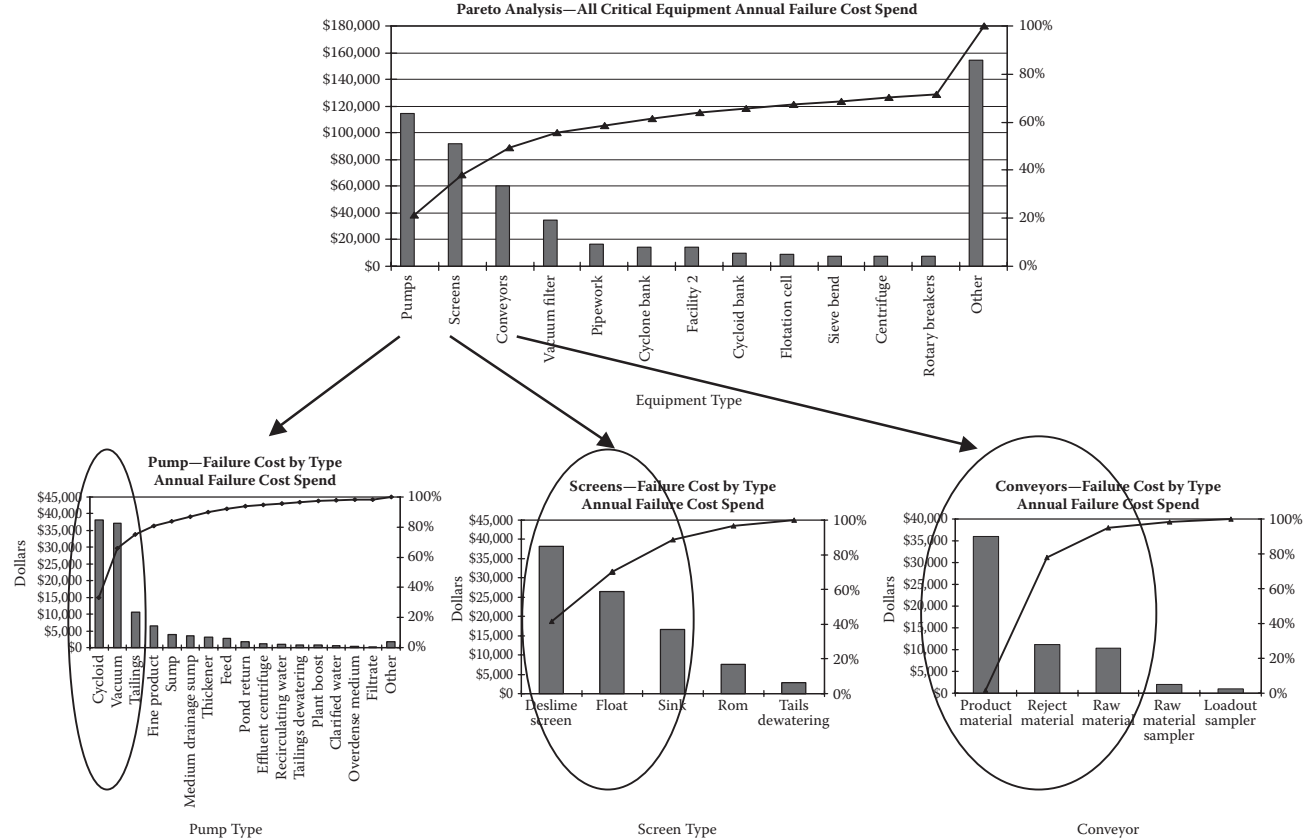 Pareto Analysis—All Critical Equipment Annual Failure Cost Spend
$180,000
$160,000
$140,000
$120,000
$100,000
$80,000
$60,000
$40,000
$20,000
$0
100%
80%
60%
40%
20%
0%
Pumps
Screens
Conveyors
Vacuum filter
Pipework
Cyclone bank
Facility 2
Cycloid bank
Flotation cell
Sieve bend
Centrifuge
Rotary breakers
Other
Equipment Type
Pump—Failure Cost by Type
Annual Failure Cost Spend
Dollars
$45,000
$40,000
$35,000
$30,000
$25,000
$20,000
$15,000
$10,000
$5,000
$0
100%
80%
60%
40%
20%
0%
Cycloid
Vacuum
Tailings
Fine product
Sump
Medium drainage sump
Thickener
Feed
Pond return
Effluent centrifuge
Recirculating water
Tailings dewatering
Plant boost
Clarified water
Overdense medium
Filtrate
Other
Pump Type
Screens—Failure Cost by Type
Annual Failure Cost Spend
Dollars
$45,000
$40,000
$35,000
$30,000
$25,000
$20,000
$15,000
$10,000
$5,000
$0
100%
80%
60%
40%
20%
0%
Deslime
screen
Float
Sink
Rom
Tails
dewatering
Screen Type
Conveyors—Failure Cost by Type
Annual Failure Cost Spend
Dollars
$40,000
$35,000
$30,000
$25,000
$20,000
$15,000
$10,000
$5,000
$0
100%
80%
60%
40%
20%
0%
Product
material
Reject
material
Raw
material
Raw
material
sampler
Loadout
sampler
Conveyor